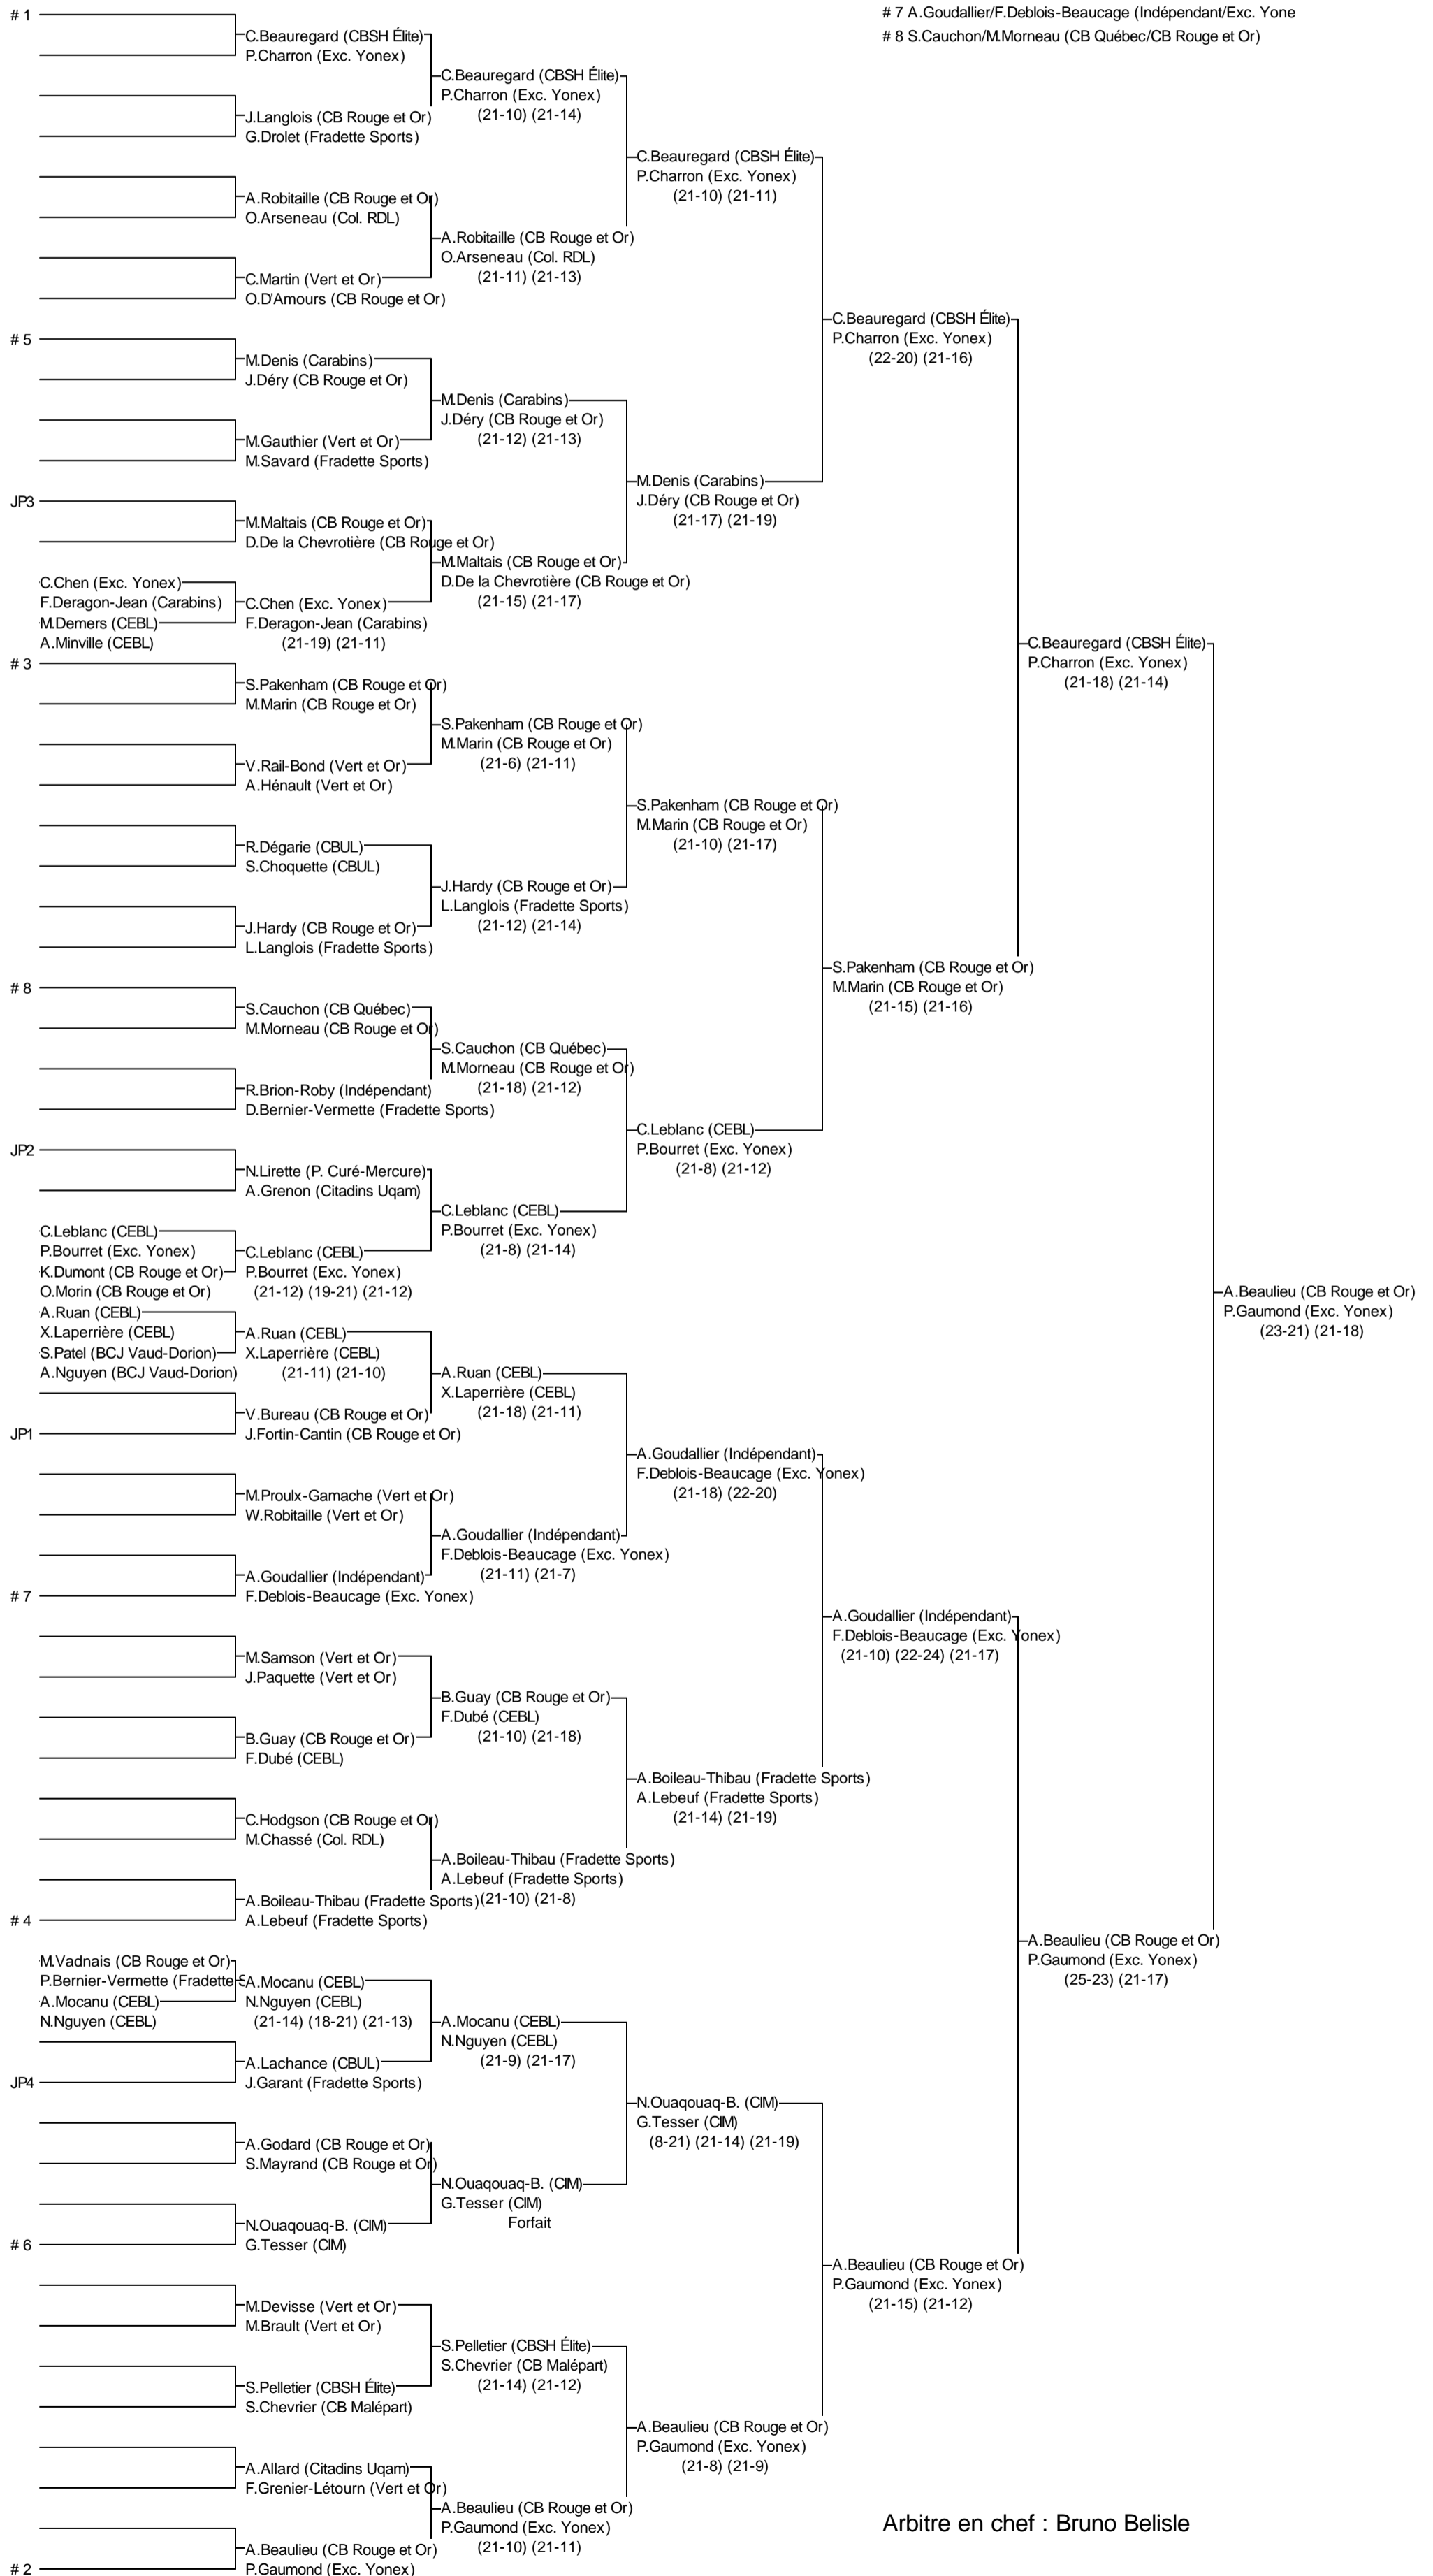 # 1
# 7 A.Goudallier/F.Deblois-Beaucage (Indépendant/Exc. Yone
# 8 S.Cauchon/M.Morneau (CB Québec/CB Rouge et Or)
C.Beauregard (CBSH Élite)
P.Charron (Exc. Yonex)
C.Beauregard (CBSH Élite)
P.Charron (Exc. Yonex)
(21-10) (21-14)
J.Langlois (CB Rouge et Or)
G.Drolet (Fradette Sports)
C.Beauregard (CBSH Élite)
P.Charron (Exc. Yonex)
(21-10) (21-11)
A.Robitaille (CB Rouge et Or)
O.Arseneau (Col. RDL)
A.Robitaille (CB Rouge et Or)
O.Arseneau (Col. RDL)
(21-11) (21-13)
C.Martin (Vert et Or)
O.D'Amours (CB Rouge et Or)
C.Beauregard (CBSH Élite)
P.Charron (Exc. Yonex)
(22-20) (21-16)
# 5
M.Denis (Carabins)
J.Déry (CB Rouge et Or)
M.Denis (Carabins)
J.Déry (CB Rouge et Or)
(21-12) (21-13)
M.Gauthier (Vert et Or)
M.Savard (Fradette Sports)
M.Denis (Carabins)
J.Déry (CB Rouge et Or)
(21-17) (21-19)
JP3
M.Maltais (CB Rouge et Or)
D.De la Chevrotière (CB Rouge et Or)
M.Maltais (CB Rouge et Or)
D.De la Chevrotière (CB Rouge et Or)
(21-15) (21-17)
C.Chen (Exc. Yonex)
F.Deragon-Jean (Carabins)
M.Demers (CEBL)
A.Minville (CEBL)
C.Chen (Exc. Yonex)
F.Deragon-Jean (Carabins)
(21-19) (21-11)
C.Beauregard (CBSH Élite)
P.Charron (Exc. Yonex)
(21-18) (21-14)
# 3
S.Pakenham (CB Rouge et Or)
M.Marin (CB Rouge et Or)
S.Pakenham (CB Rouge et Or)
M.Marin (CB Rouge et Or)
(21-6) (21-11)
V.Rail-Bond (Vert et Or)
A.Hénault (Vert et Or)
S.Pakenham (CB Rouge et Or)
M.Marin (CB Rouge et Or)
(21-10) (21-17)
R.Dégarie (CBUL)
S.Choquette (CBUL)
J.Hardy (CB Rouge et Or)
L.Langlois (Fradette Sports)
(21-12) (21-14)
J.Hardy (CB Rouge et Or)
L.Langlois (Fradette Sports)
S.Pakenham (CB Rouge et Or)
M.Marin (CB Rouge et Or)
(21-15) (21-16)
# 8
S.Cauchon (CB Québec)
M.Morneau (CB Rouge et Or)
S.Cauchon (CB Québec)
M.Morneau (CB Rouge et Or)
(21-18) (21-12)
R.Brion-Roby (Indépendant)
D.Bernier-Vermette (Fradette Sports)
C.Leblanc (CEBL)
P.Bourret (Exc. Yonex)
(21-8) (21-12)
JP2
N.Lirette (P. Curé-Mercure)
A.Grenon (Citadins Uqam)
C.Leblanc (CEBL)
P.Bourret (Exc. Yonex)
(21-8) (21-14)
C.Leblanc (CEBL)
P.Bourret (Exc. Yonex)
K.Dumont (CB Rouge et Or)
O.Morin (CB Rouge et Or)
C.Leblanc (CEBL)
P.Bourret (Exc. Yonex)
(21-12) (19-21) (21-12)
A.Beaulieu (CB Rouge et Or)
P.Gaumond (Exc. Yonex)
(23-21) (21-18)
A.Ruan (CEBL)
X.Laperrière (CEBL)
S.Patel (BCJ Vaud-Dorion)
A.Nguyen (BCJ Vaud-Dorion)
A.Ruan (CEBL)
X.Laperrière (CEBL)
(21-11) (21-10)
A.Ruan (CEBL)
X.Laperrière (CEBL)
(21-18) (21-11)
JP1
V.Bureau (CB Rouge et Or)
J.Fortin-Cantin (CB Rouge et Or)
A.Goudallier (Indépendant)
F.Deblois-Beaucage (Exc. Yonex)
(21-18) (22-20)
M.Proulx-Gamache (Vert et Or)
W.Robitaille (Vert et Or)
A.Goudallier (Indépendant)
F.Deblois-Beaucage (Exc. Yonex)
(21-11) (21-7)
# 7
A.Goudallier (Indépendant)
F.Deblois-Beaucage (Exc. Yonex)
A.Goudallier (Indépendant)
F.Deblois-Beaucage (Exc. Yonex)
(21-10) (22-24) (21-17)
M.Samson (Vert et Or)
J.Paquette (Vert et Or)
B.Guay (CB Rouge et Or)
F.Dubé (CEBL)
(21-10) (21-18)
B.Guay (CB Rouge et Or)
F.Dubé (CEBL)
A.Boileau-Thibau (Fradette Sports)
A.Lebeuf (Fradette Sports)
(21-14) (21-19)
C.Hodgson (CB Rouge et Or)
M.Chassé (Col. RDL)
A.Boileau-Thibau (Fradette Sports)
A.Lebeuf (Fradette Sports)
(21-10) (21-8)
# 4
A.Boileau-Thibau (Fradette Sports)
A.Lebeuf (Fradette Sports)
A.Beaulieu (CB Rouge et Or)
P.Gaumond (Exc. Yonex)
(25-23) (21-17)
M.Vadnais (CB Rouge et Or)
P.Bernier-Vermette (Fradette S
A.Mocanu (CEBL)
N.Nguyen (CEBL)
A.Mocanu (CEBL)
N.Nguyen (CEBL)
(21-14) (18-21) (21-13)
A.Mocanu (CEBL)
N.Nguyen (CEBL)
(21-9) (21-17)
JP4
A.Lachance (CBUL)
J.Garant (Fradette Sports)
N.Ouaqouaq-B. (CIM)
G.Tesser (CIM)
(8-21) (21-14) (21-19)
A.Godard (CB Rouge et Or)
S.Mayrand (CB Rouge et Or)
N.Ouaqouaq-B. (CIM)
G.Tesser (CIM)
Forfait
# 6
N.Ouaqouaq-B. (CIM)
G.Tesser (CIM)
A.Beaulieu (CB Rouge et Or)
P.Gaumond (Exc. Yonex)
(21-15) (21-12)
M.Devisse (Vert et Or)
M.Brault (Vert et Or)
S.Pelletier (CBSH Élite)
S.Chevrier (CB Malépart)
(21-14) (21-12)
S.Pelletier (CBSH Élite)
S.Chevrier (CB Malépart)
A.Beaulieu (CB Rouge et Or)
P.Gaumond (Exc. Yonex)
(21-8) (21-9)
A.Allard (Citadins Uqam)
F.Grenier-Létourn (Vert et Or)
A.Beaulieu (CB Rouge et Or)
P.Gaumond (Exc. Yonex)
(21-10) (21-11)
# 2
A.Beaulieu (CB Rouge et Or)
P.Gaumond (Exc. Yonex)
Arbitre en chef : Bruno Belisle